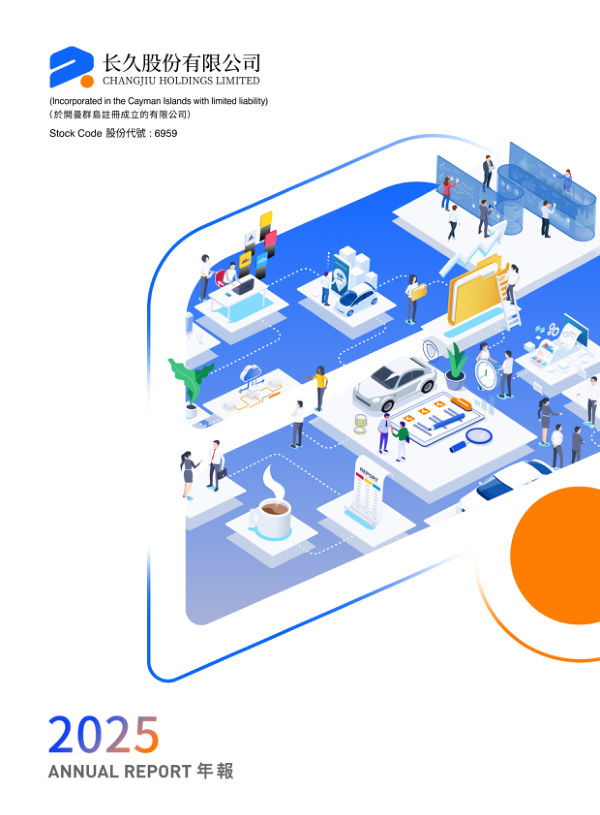 长久股份有限公司
CHANGJIU HOLDINGS LIMITED
(Incorporated in the Cayman Islands with limited liability)
(於開曼群島註冊成立的有限公司)
Stock Code 股份代號 : 6959
REPORT
2025
ANNUAL REPORT 年報